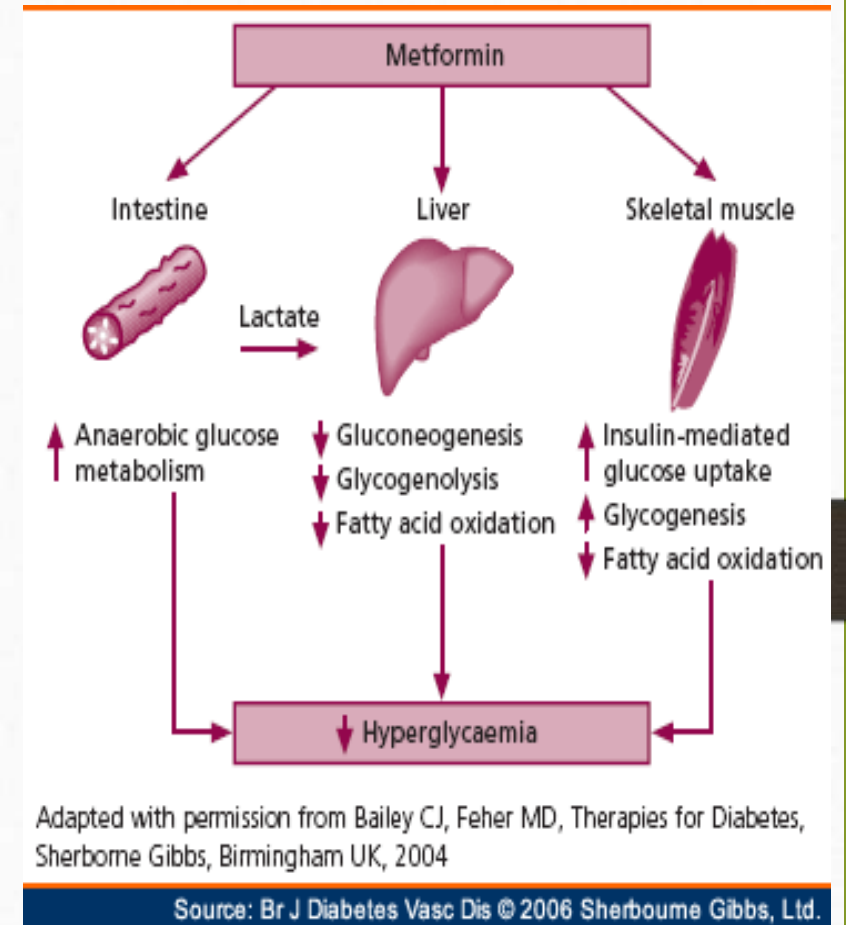 Metformin
Intestine
Liver
Skeletal muscle
Lactate
Anaerobic glucose
metabolism
Gluconeogenesis
Glycogenolysis
Fatty acid oxidation
Insulin-mediated
glucose uptake
Glycogenesis
Fatty acid oxidation
Hyperglycaemia
Adapted with permission from Bailey CJ, Feher MD, Therapies for Diabetes,
Sherborne Gibbs, Birmingham UK, 2004
Source: Br J Diabetes Vasc Dis © 2006 Sherbourne Gibbs, Ltd.